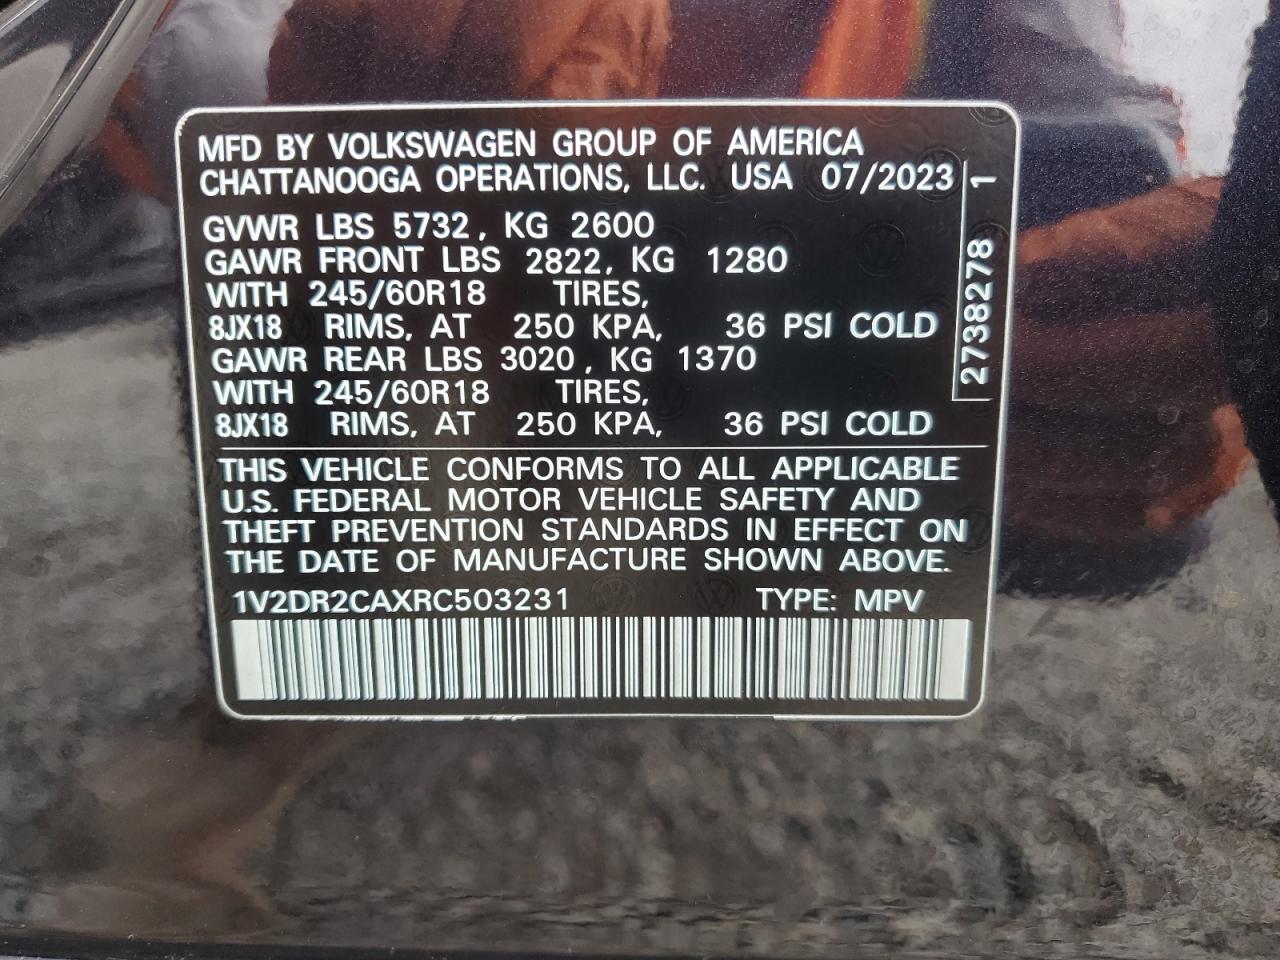 MFD BY VOLKSWAGEN GROUP OF AMERICA
CHATTANOOGA OPERATIONS, LLC. USA 07/2023
GVWR LBS 5732, KG 2600
GAWR FRONT LBS 2822, KG 1280
WITH 245/60R18 TIRES,
8JX18 RIMS, AT 250 KPA, 36 PSI COLD
GAWR REAR LBS 3020, KG 1370
WITH 245/60R18 TIRES,
8JX18 RIMS, AT 250 KPA, 36 PSI COLD
27382278 1
THIS VEHICLE CONFORMS TO ALL APPLICABLE
U.S. FEDERAL MOTOR VEHICLE SAFETY AND
THEFT PREVENTION STANDARDS IN EFFECT ON
THE DATE OF MANUFACTURE SHOWN ABOVE.
1V2DR2CAXRC503231 TYPE: MPV